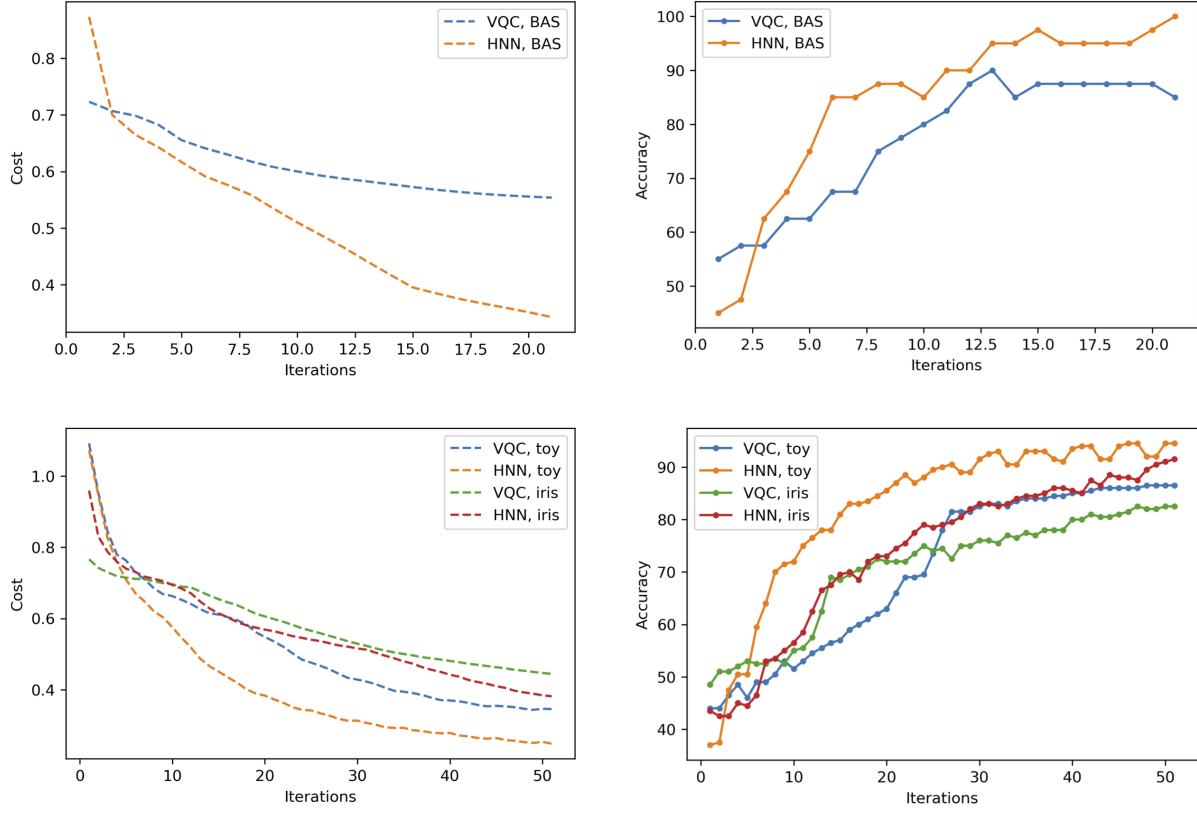 VQC, BAS
HNN, BAS
0.8
0.7
0.6
0.5
0.4
Cost
0.0 2.5 5.0 7.5 10.0 12.5 15.0 17.5 20.0
Iterations
VQC, BAS
HNN, BAS
100
90
80
70
60
50
Accuracy
0.0 2.5 5.0 7.5 10.0 12.5 15.0 17.5 20.0
Iterations
VQC, toy
HNN, toy
VQC, iris
HNN, iris
1.0
0.8
0.6
0.4
Cost
0 10 20 30 40 50
Iterations
VQC, toy
HNN, toy
VQC, iris
HNN, iris
90
80
70
60
50
40
Accuracy
0 10 20 30 40 50
Iterations